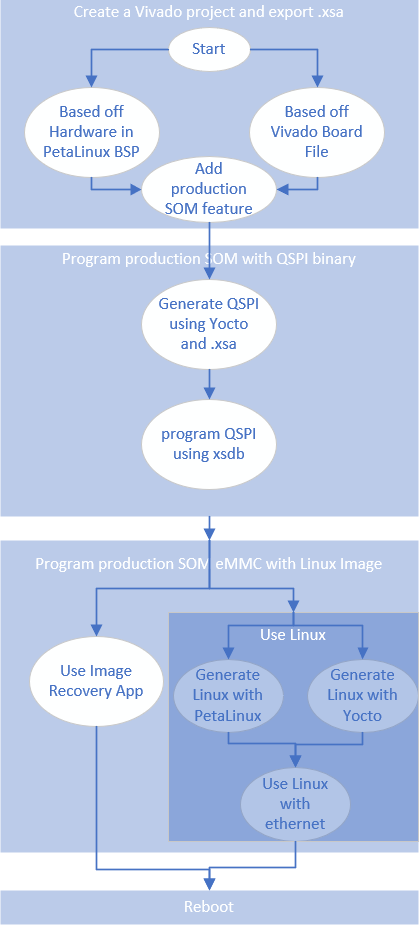 Create a Vivado project and export .xsa
Start
Based off
Hardware in
PetaLinux BSP
Based off
Vivado Board
File
Add
production
SOM feature
Program production SOM with QSPI binary
Generate QSPI
using Yocto
and .xsa
program QSPI
using xsdb
Program production SOM eMMC with Linux Image
Use Linux
Use Image
Recovery App
Generate
Linux with
PetaLinux
Generate
Linux with
Yocto
Use Linux
with
ethernet
Reboot